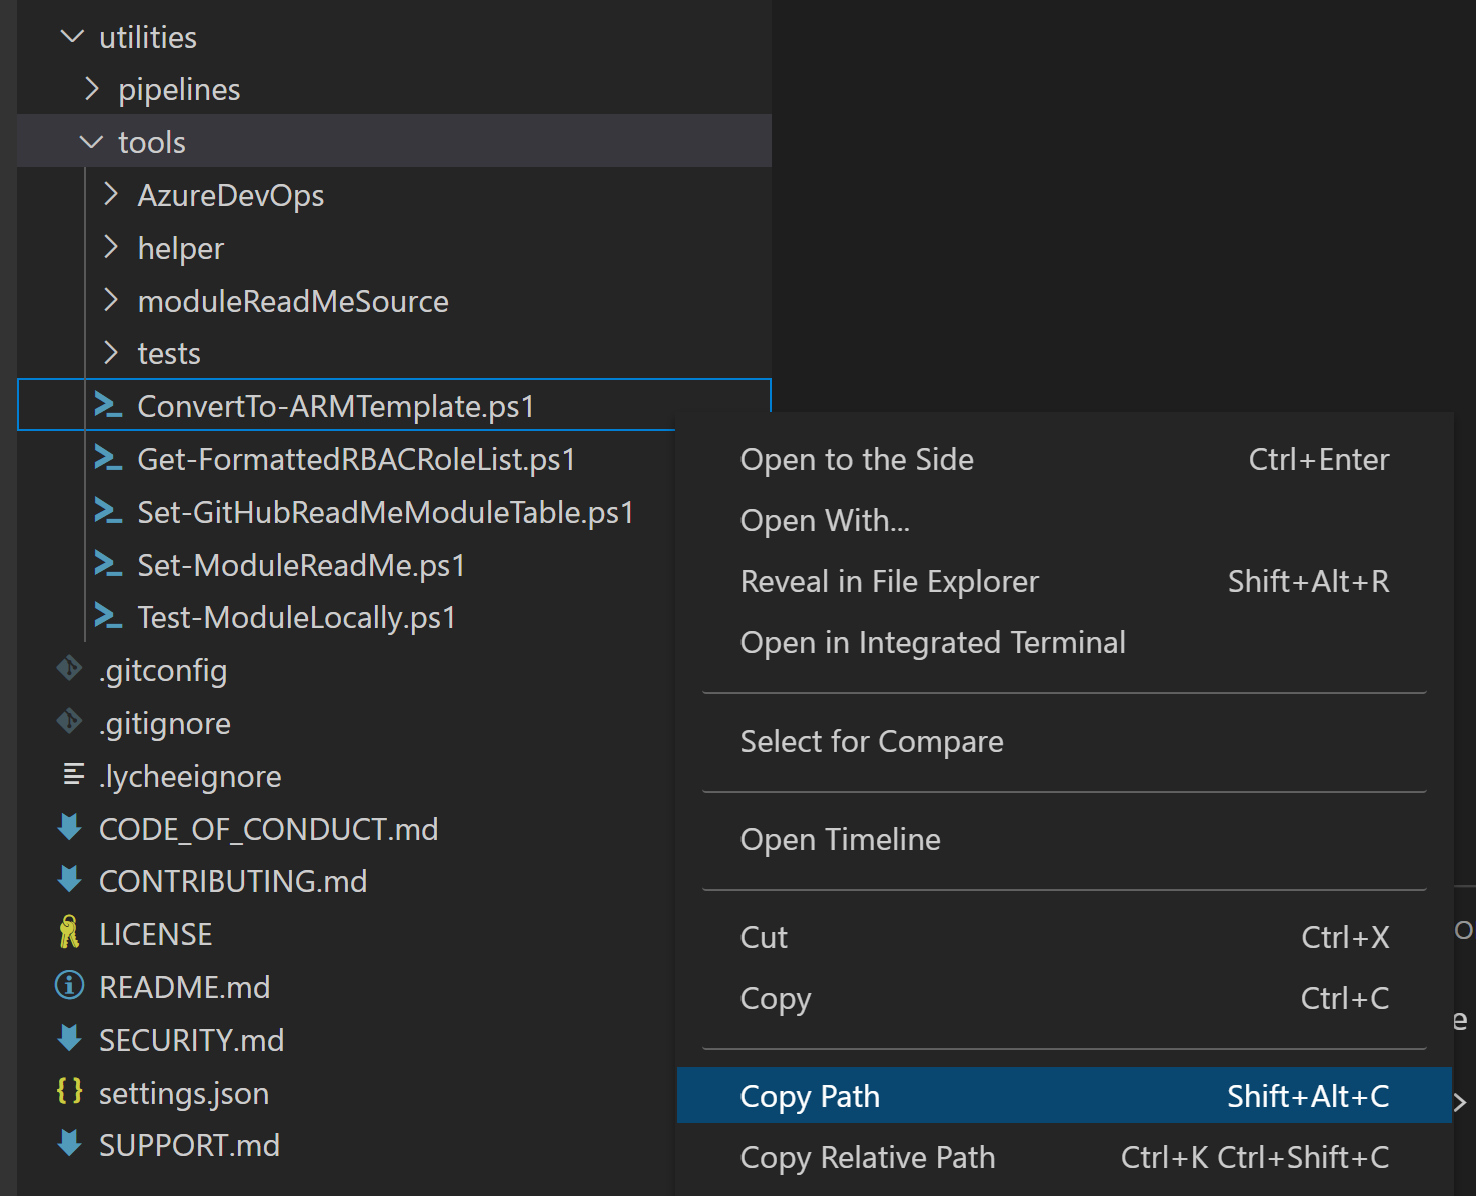 utilities
pipelines
tools
AzureDevOps
helper
moduleReadMeSource
tests
ConvertTo-ARMTemplate.ps1
Get-FormattedRBACRoleList.ps1
Set-GitHubReadMeModuleTable.ps1
Set-ModuleReadMe.ps1
Test-ModuleLocally.ps1
.gitconfig
.gitignore
.lycheeignore
CODE_OF_CONDUCT.md
CONTRIBUTING.md
LICENSE
README.md
SECURITY.md
settings.json
SUPPORT.md
Open to the Side Ctrl+Enter
Open With...
Reveal in File Explorer Shift+Alt+R
Open in Integrated Terminal
Select for Compare
Open Timeline
Cut Ctrl+X
Copy Ctrl+C
Copy Path Shift+Alt+C
Copy Relative Path Ctrl+K Ctrl+Shift+C